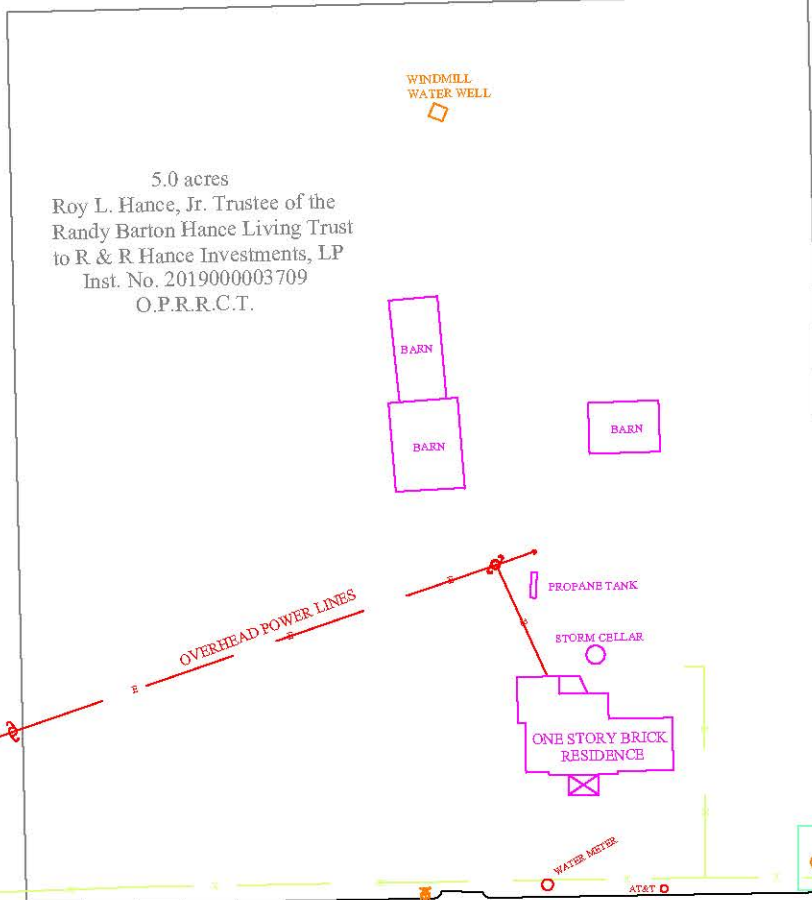 WINDMILL
WATER WELL
5.0 acres
Roy L. Hance, Jr. Trustee of the
Randy Barton Hance Living Trust
to R & R Hance Investments, LP
Inst. No. 2019000003709
O.P.R.R.C.T.
BARN
BARN
BARN
PROPANE TANK
OVERHEAD POWER LINES
E
STORM CELLAR
ONE STORY BRICK
RESIDENCE
WATER METER
AT&T